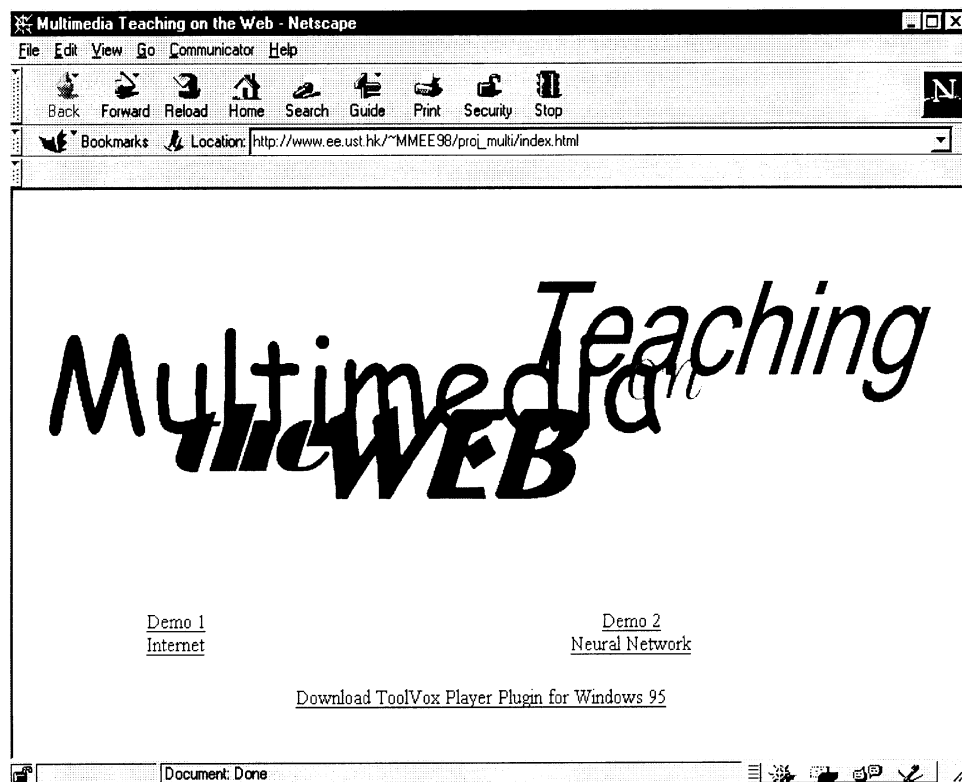 Multimedia Teaching on the Web - Netscape
File Edit View Go Communicator Help
Back Forward Reload Home Search Guide Print Security Stop
N
Bookmarks Location: http://www.ee.ust.hk/~MMEE98/proj_multi/index.html
Multimedia Teaching on
the WEB
Demo 1
Internet
Demo 2
Neural Network
Download ToolVox Player Plugin for Windows 95
Document: Done